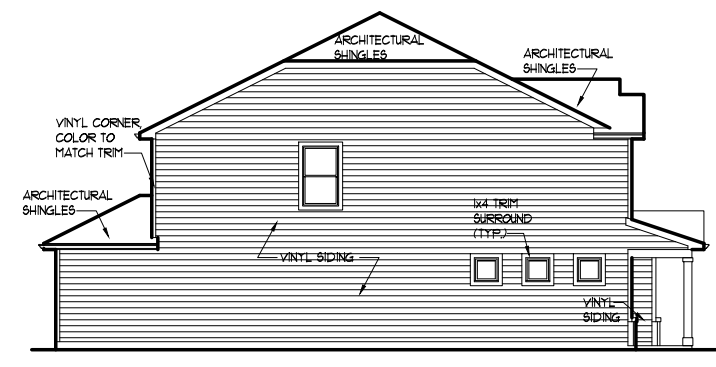 ARCHITECTURAL
SHINGLES
ARCHITECTURAL
SHINGLES
VINYL CORNER,
COLOR TO
MATCH TRIM
ARCHITECTURAL
SHINGLES
1x4 TRIM
SURROUND
(TYP.)
VINYL SIDING
VINYL
SIDING